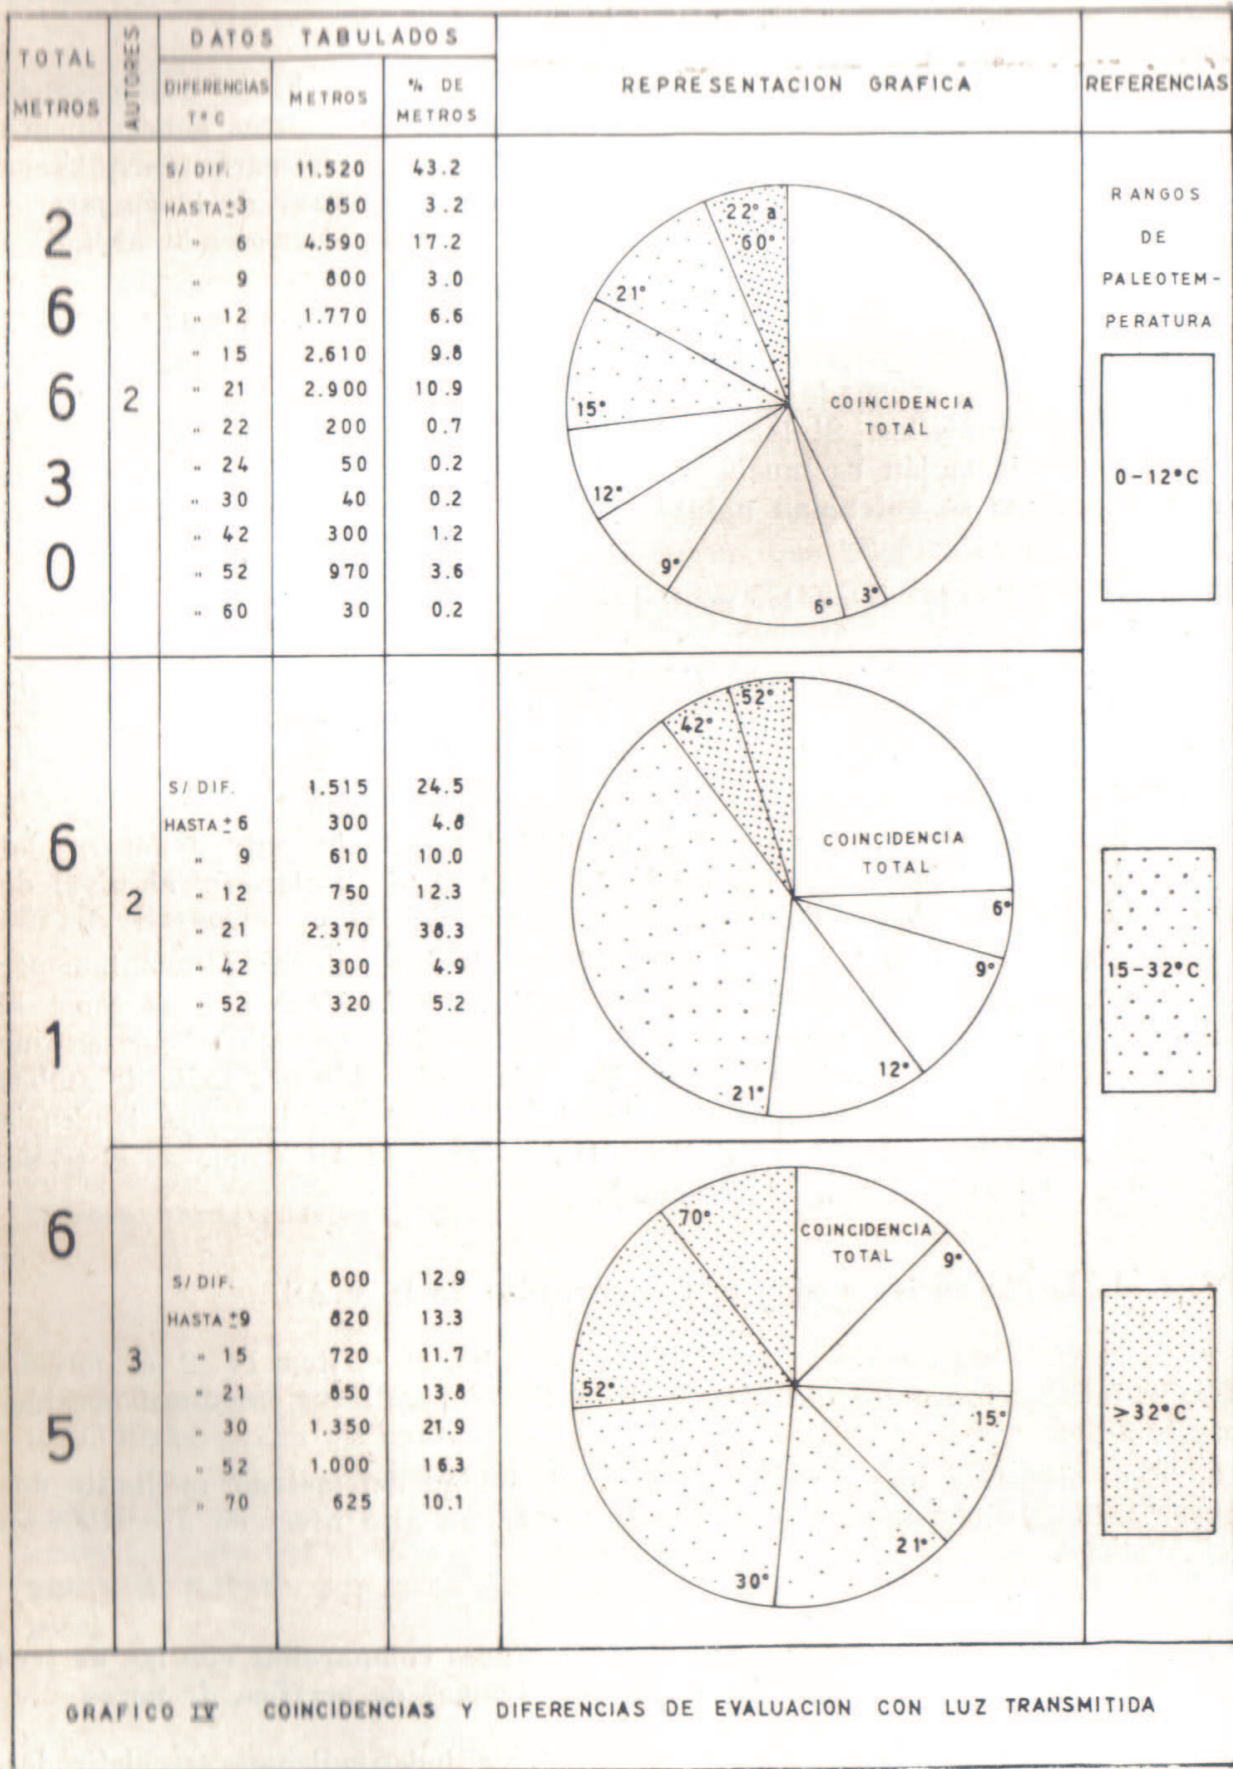 TOTAL METROS
AUTORES
DATOS TABULADOS
DIFERENCIAS Tº C
METROS
% DE METROS
REPRESENTACION GRAFICA
REFERENCIAS
26630
2
S/ DIF. 11.520 43.2
HASTA ±3 850 3.2
" 6 4.590 17.2
" 9 800 3.0
" 12 1.770 6.6
" 15 2.610 9.8
" 21 2.900 10.9
" 22 200 0.7
" 24 50 0.2
" 30 40 0.2
" 42 300 1.2
" 52 970 3.6
" 60 30 0.2
22° a
60°
21°
15°
12°
9°
6°
3°
COINCIDENCIA
TOTAL
RANGOS
DE
PALEOTEM-
PERATURA
0-12°C
6165
2
S/ DIF. 1.515 24.5
HASTA ±6 300 4.8
" 9 610 10.0
" 12 750 12.3
" 21 2.370 38.3
" 42 300 4.9
" 52 320 5.2
52°
42°
COINCIDENCIA
TOTAL
6°
9°
12°
21°
15-32°C
3
S/ DIF. 800 12.9
HASTA ±9 820 13.3
" 15 720 11.7
" 21 850 13.8
" 30 1.350 21.9
" 52 1.000 16.3
" 70 625 10.1
70°
COINCIDENCIA
TOTAL
9°
52°
15°
21°
30°
>32°C
GRAFICO IV COINCIDENCIAS Y DIFERENCIAS DE EVALUACION CON LUZ TRANSMITIDA